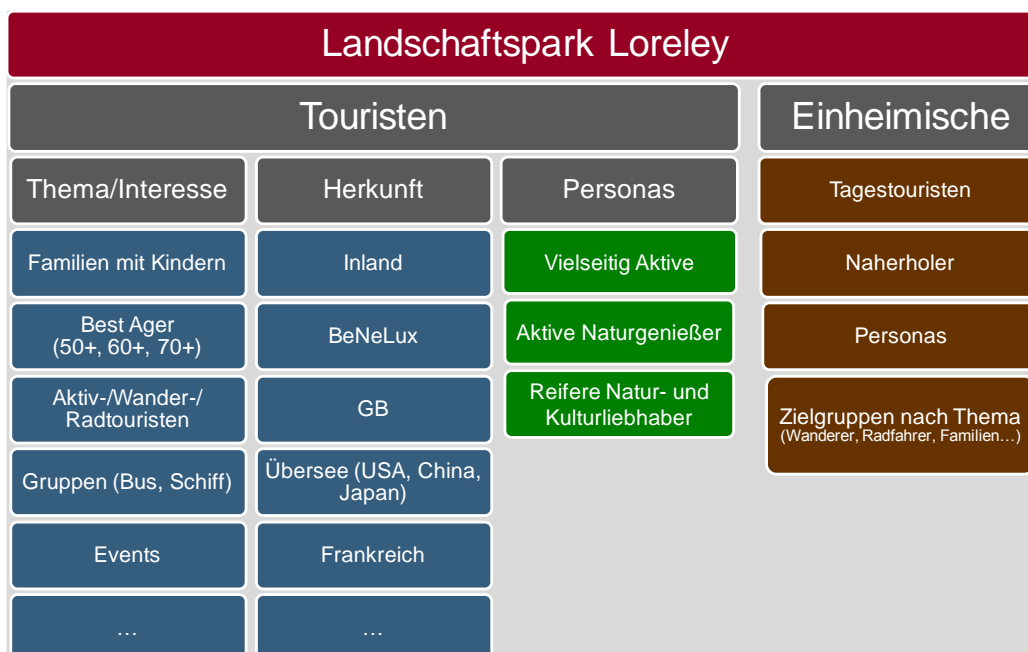 Landschaftspark Loreley
Touristen
Einheimische
Thema/Interesse
Herkunft
Personas
Tagestouristen
Familien mit Kindern
Inland
Vielseitig Aktive
Naherholer
Best Ager
(50+, 60+, 70+)
BeNeLux
Aktive Naturgenießer
Personas
Aktiv-/Wander-/
Radtouristen
GB
Reifere Natur- und
Kulturliebhaber
Zielgruppen nach Thema
(Wanderer, Radfahrer, Familien…)
Gruppen (Bus, Schiff)
Übersee (USA, China,
Japan)
Events
Frankreich
…
…